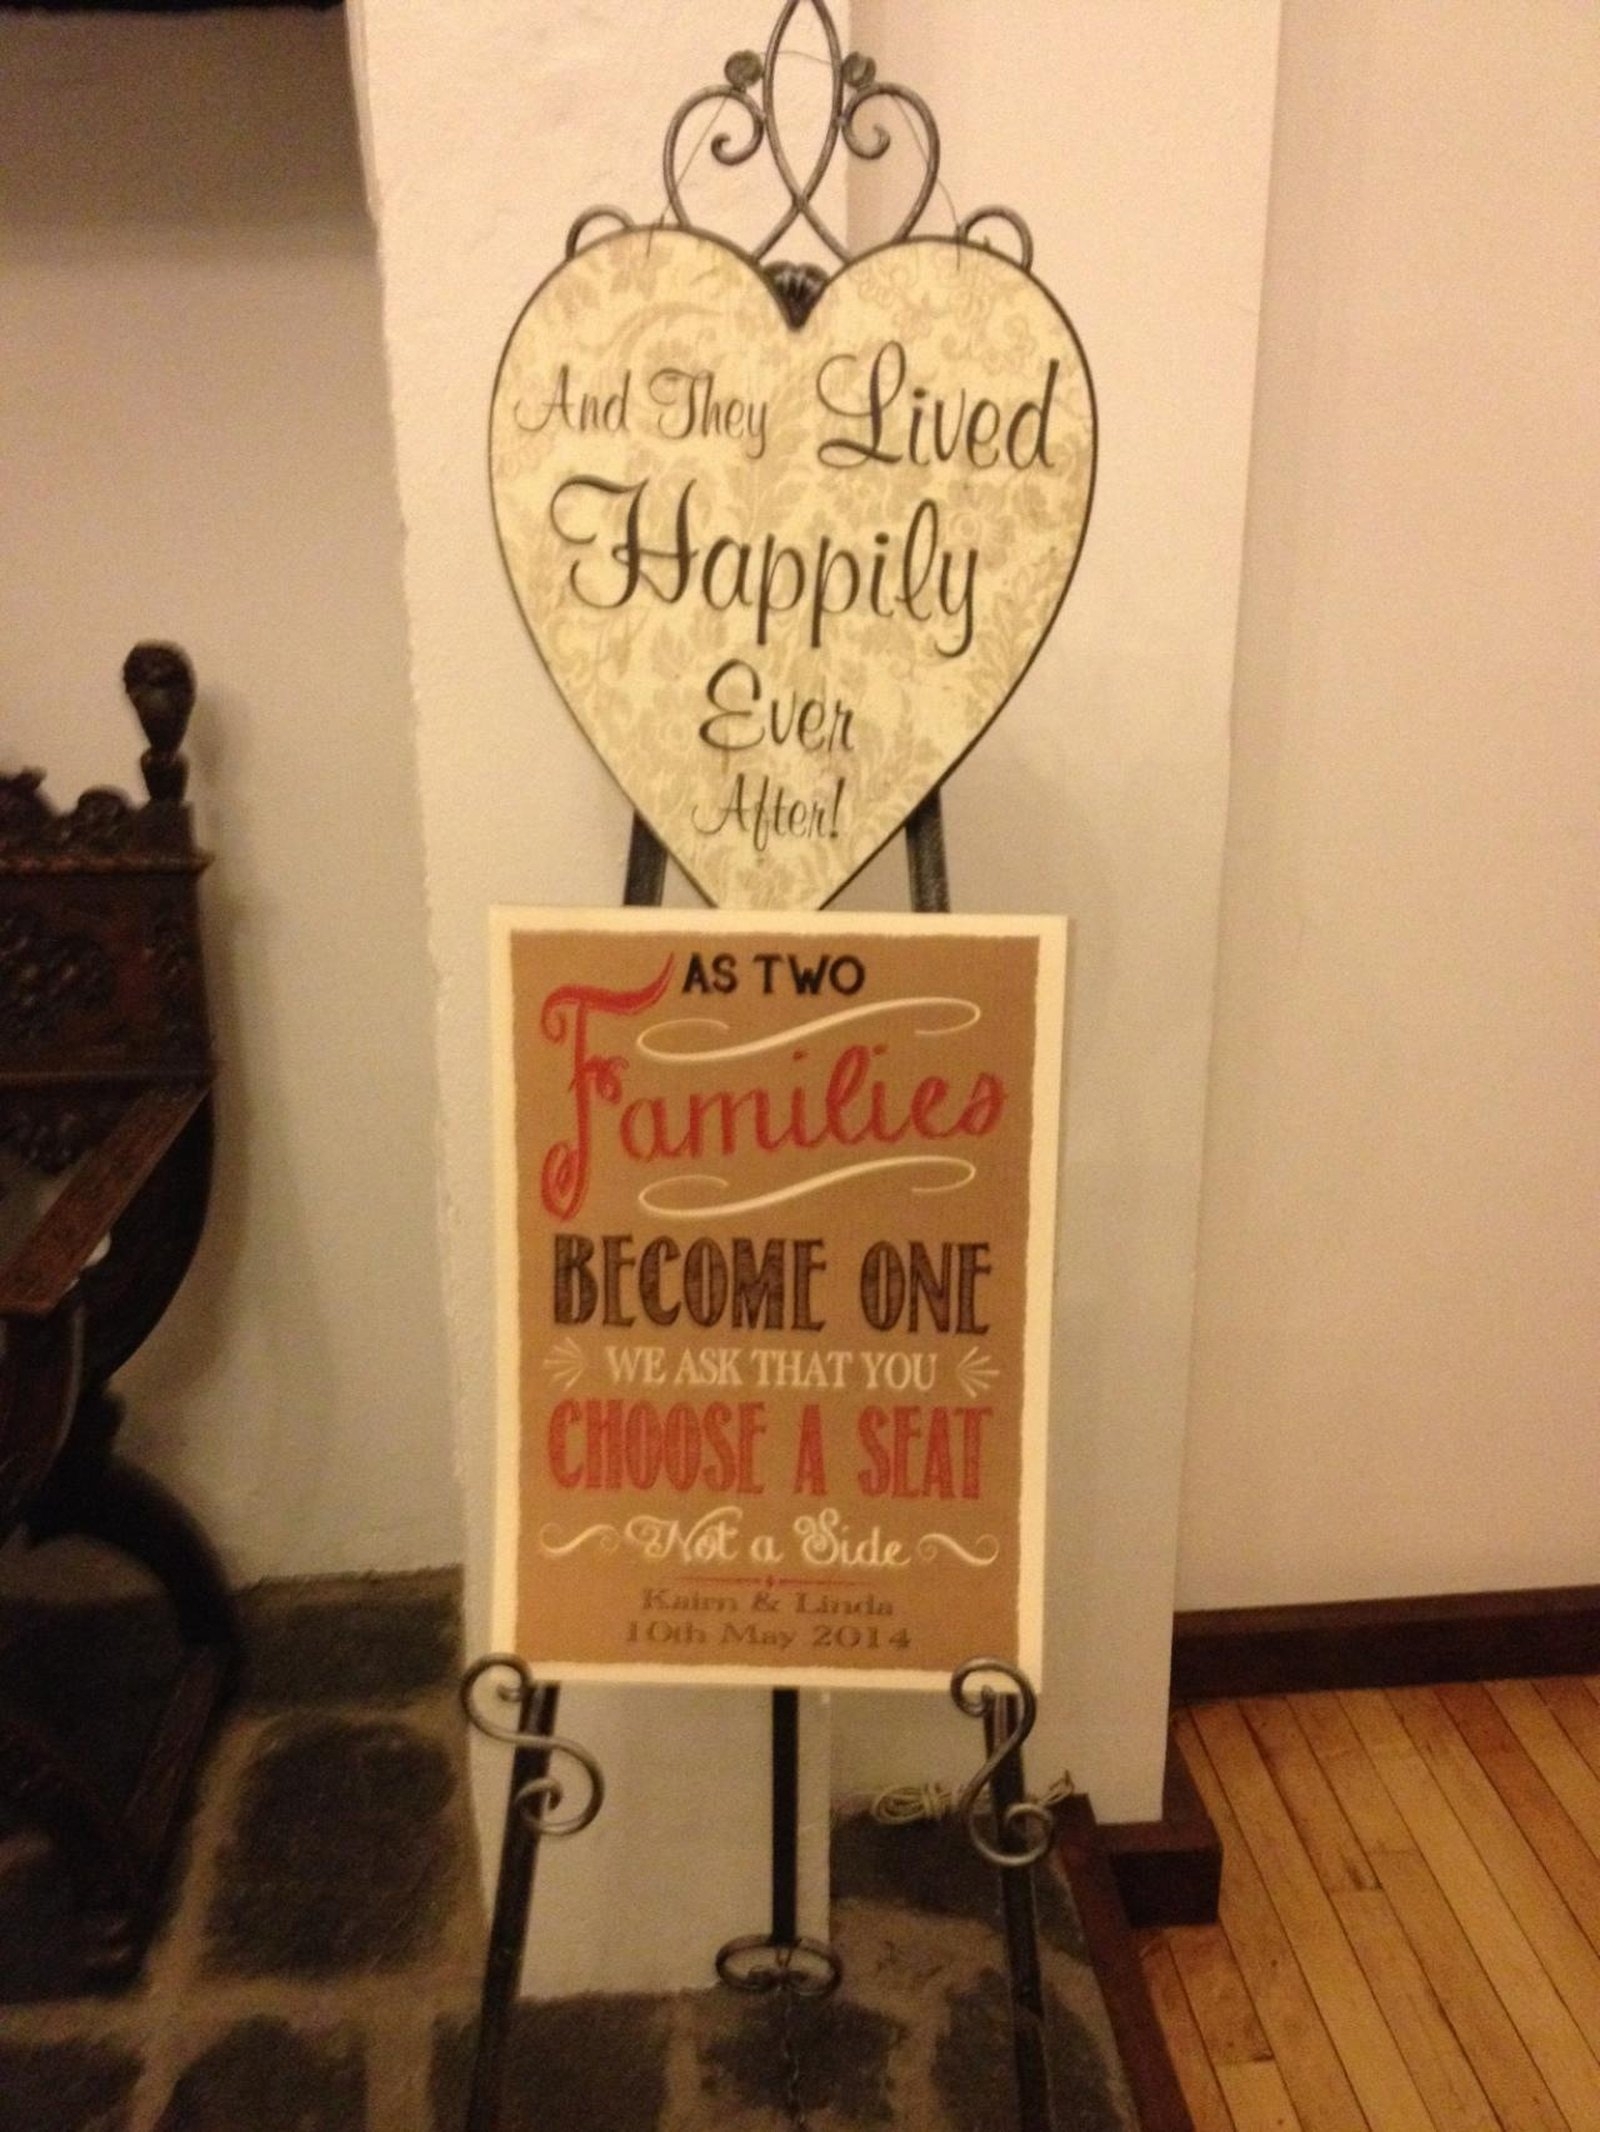 And They Lived
Happily
Ever
After!
AS TWO
Families
BECOME ONE
WE ASK THAT YOU
CHOOSE A SEAT
Not a Side
Kairn & Linda
10th May 2014